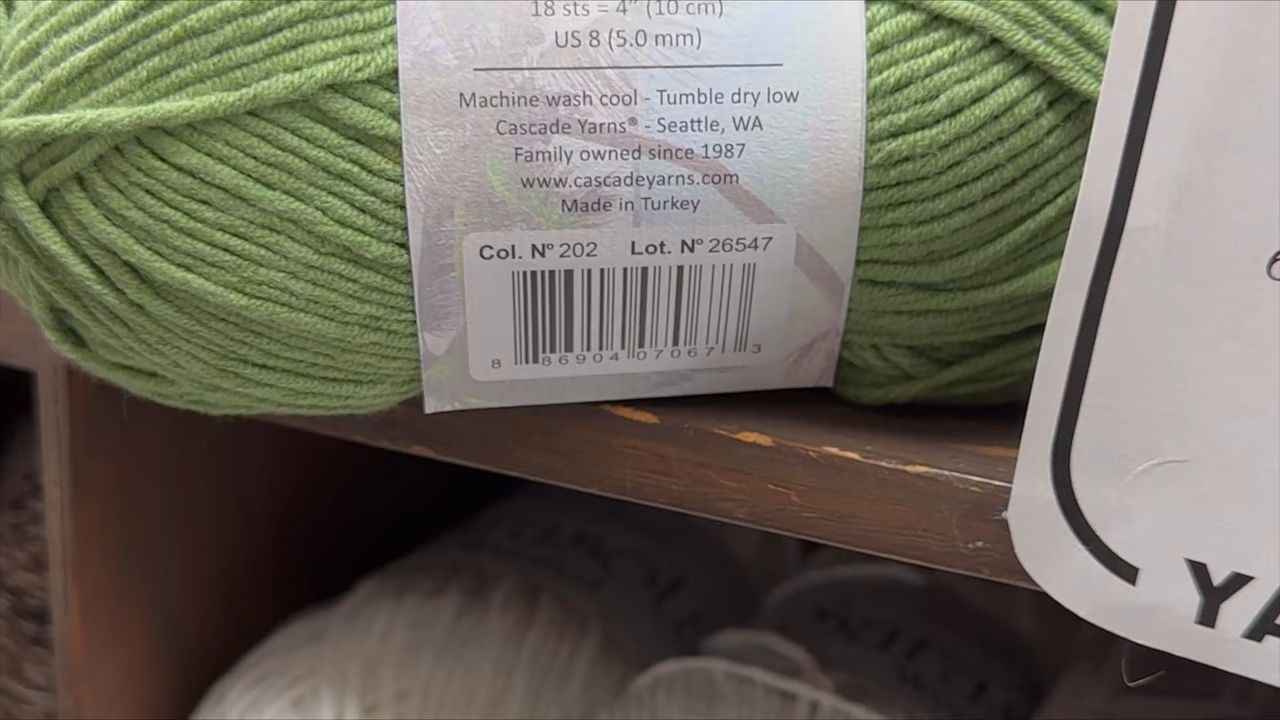 18 sts = 4" (10 cm)
US 8 (5.0 mm)
Machine wash cool - Tumble dry low
Cascade Yarns® - Seattle, WA
Family owned since 1987
www.cascadeyarns.com
Made in Turkey
Col. Nº 202 Lot. Nº 26547
8 86904 07067 3
YA